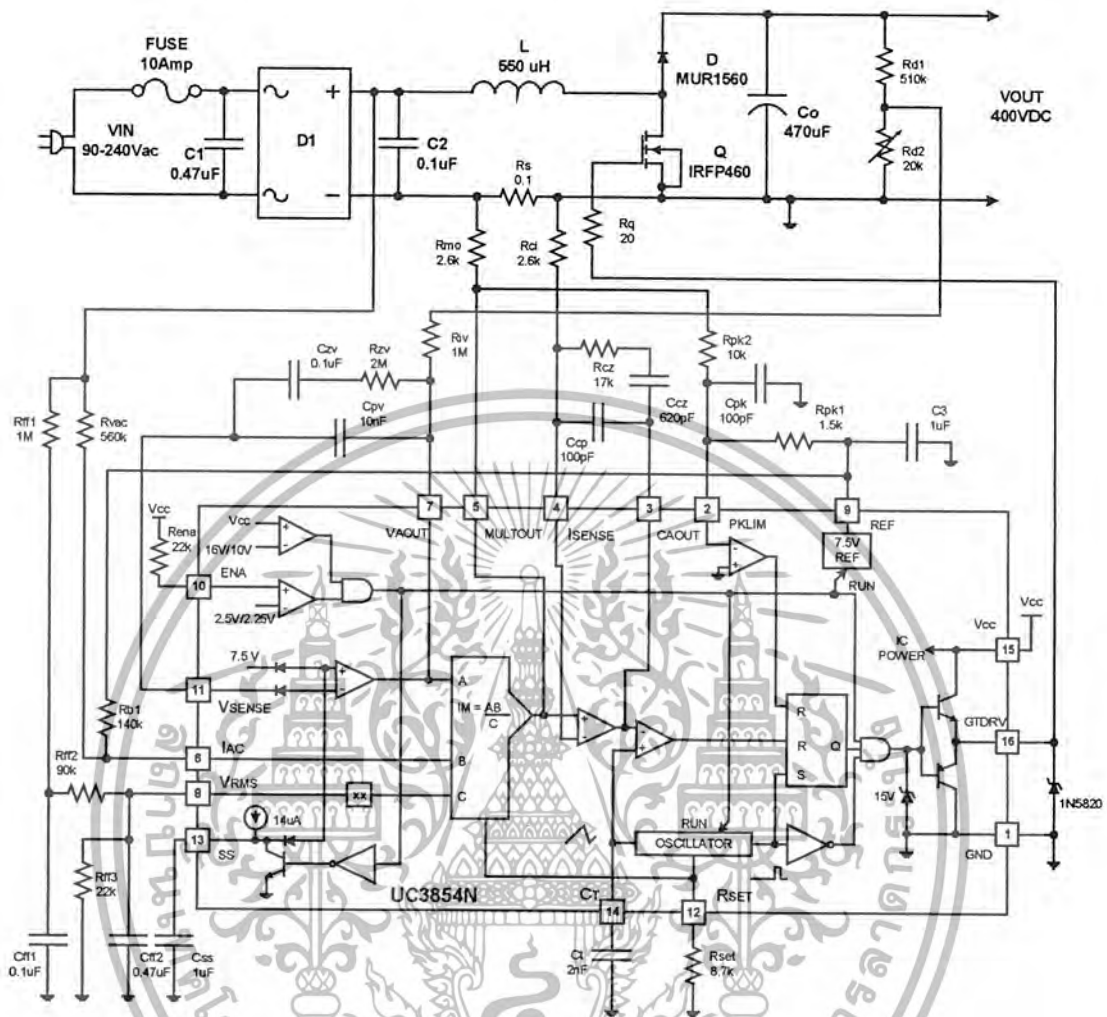 FUSE
10Amp
VIN
90-240Vac
C1
0.47uF
D1
+
−
C2
0.1uF
L
550 uH
D
MUR1560
Q
IRFP460
Co
470uF
Rd1
510k
Rd2
20k
VOUT
400VDC
Rs
0.1
Rmo
2.6k
Rci
2.6k
Rq
20
Czv
0.1uF
Rzv
2M
Riv
1M
Cpv
10nF
Rcz
17k
Ccz
620pF
Ccp
100pF
Rpk2
10k
Cpk
100pF
Rpk1
1.5k
C3
1uF
Rff1
1M
Rvac
560k
Vcc
Rena
22k
7
5
4
3
2
9
VAOUT
MULTOUT
ISENSE
CAOUT
PKLIM
REF
7.5V
REF
RUN
Vcc
16V/10V
10
ENA
2.5V/2.25V
7.5 V
11
VSENSE
Rb1
140k
6
IAC
Rff2
90k
8
VRMS
xx
14uA
13
SS
A
IM = AB
C
B
C
R
R
Q
S
RUN
OSCILLATOR
UC3854N
CT
14
12
RSET
15V
IC
POWER
Vcc
Vcc
15
GTDRV
16
1N5820
1
GND
Rff3
22k
Cff1
0.1uF
Cff2
0.47uF
Css
1uF
Ct
2nF
Rset
8.7k